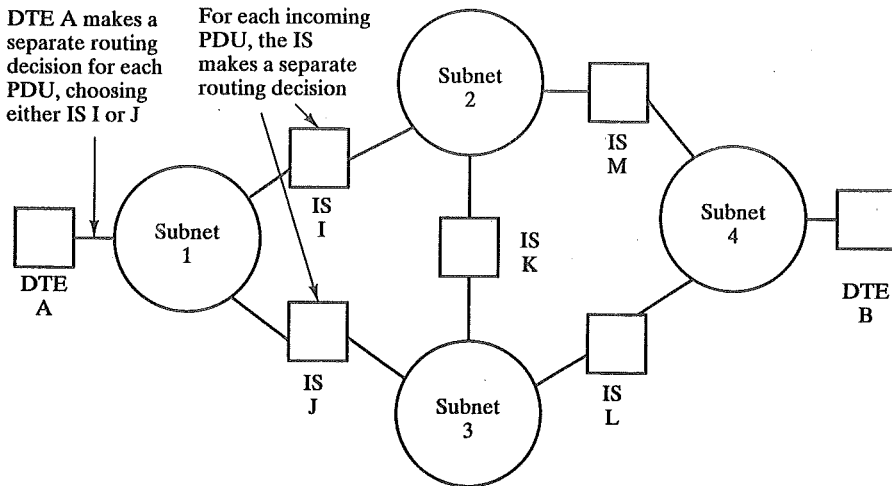 DTE A makes a
separate routing
decision for each
PDU, choosing
either IS I or J
For each incoming
PDU, the IS
makes a separate
routing decision
Subnet
2
IS
M
IS
I
Subnet
1
DTE
A
IS
K
Subnet
4
DTE
B
IS
J
Subnet
3
IS
L